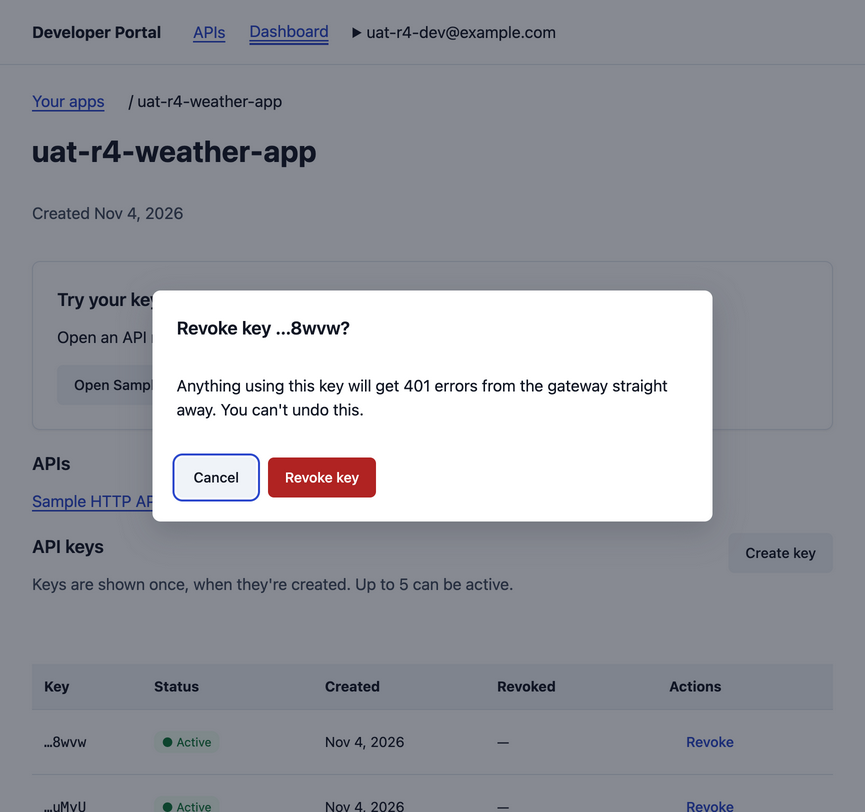 Developer Portal APIs Dashboard ▶ uat-r4-dev@example.com
Your apps / uat-r4-weather-app
uat-r4-weather-app
Created Nov 4, 2026
Try your
Open an API
Open
Revoke key ...8wvw?
Anything using this key will get 401 errors from the gateway straight
away. You can't undo this.
Cancel Revoke key
APIs
Sample HTTP
API keys
Create key
Keys are shown once, when they're created. Up to 5 can be active.
Key Status Created Revoked Actions
…8wvw Active Nov 4, 2026 — Revoke
…uMvU Active Nov 4, 2026 — Revoke